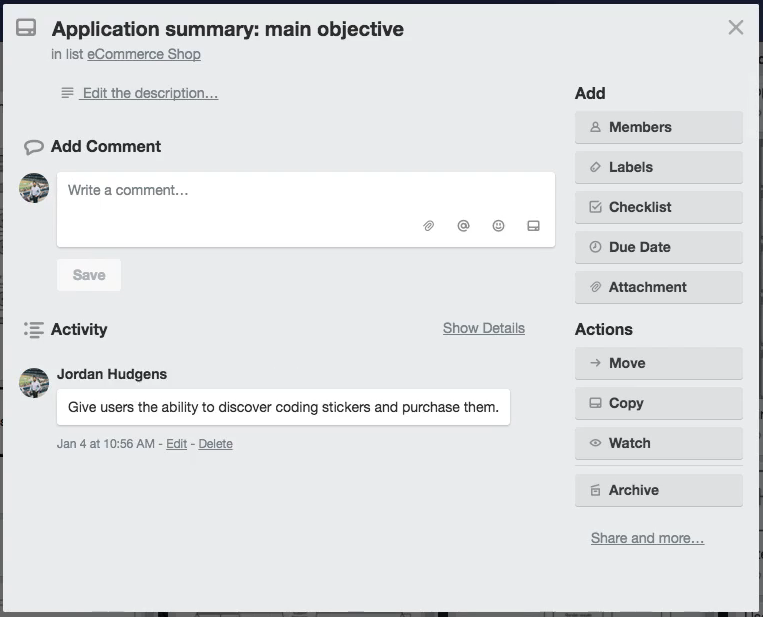 Application summary: main objective
in list eCommerce Shop
Edit the description...
Add Comment
Write a comment...
Save
Activity
Show Details
Jordan Hudgens
Give users the ability to discover coding stickers and purchase them.
Jan 4 at 10:56 AM - Edit - Delete
Add
Members
Labels
Checklist
Due Date
Attachment
Actions
Move
Copy
Watch
Archive
Share and more...